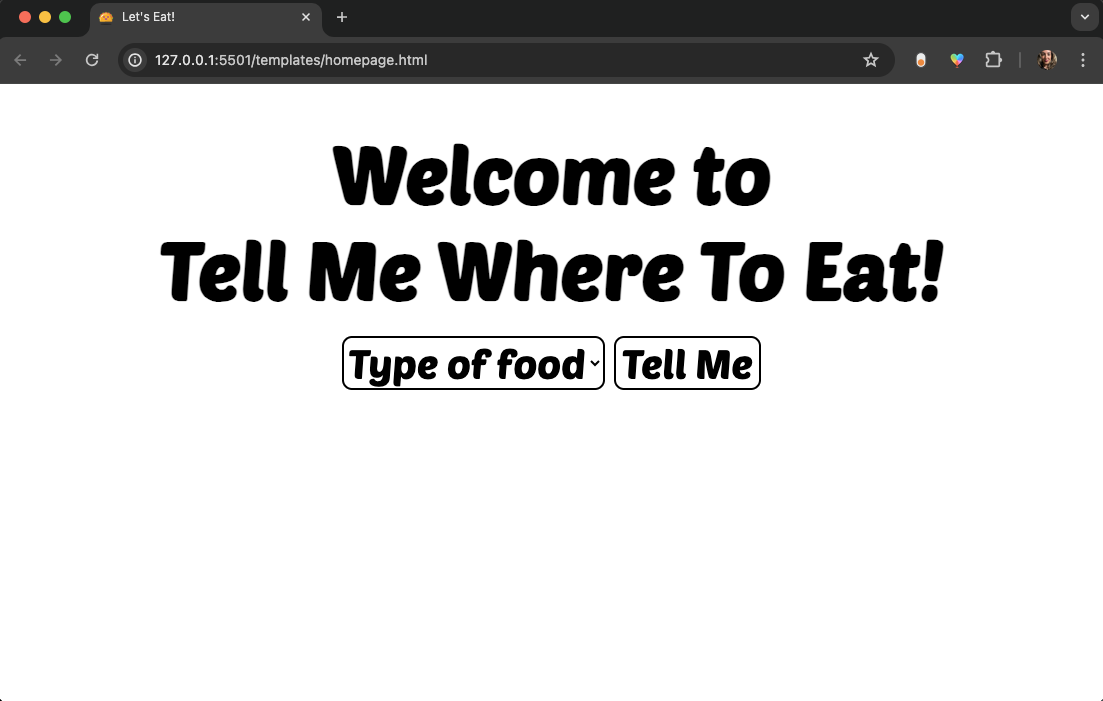 Let's Eat!
127.0.0.1:5501/templates/homepage.html
Welcome to
Tell Me Where To Eat!
Type of food Tell Me